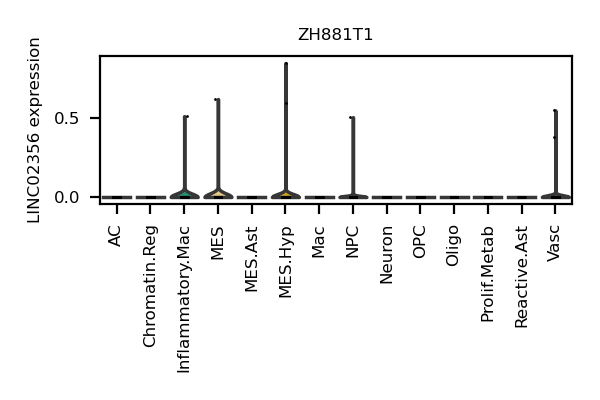 ZH881T1
LINC02356 expression
0.5
0.0
AC
Chromatin.Reg
Inflammatory.Mac
MES
MES.Ast
MES.Hyp
Mac
NPC
Neuron
OPC
Oligo
Prolif.Metab
Reactive.Ast
Vasc